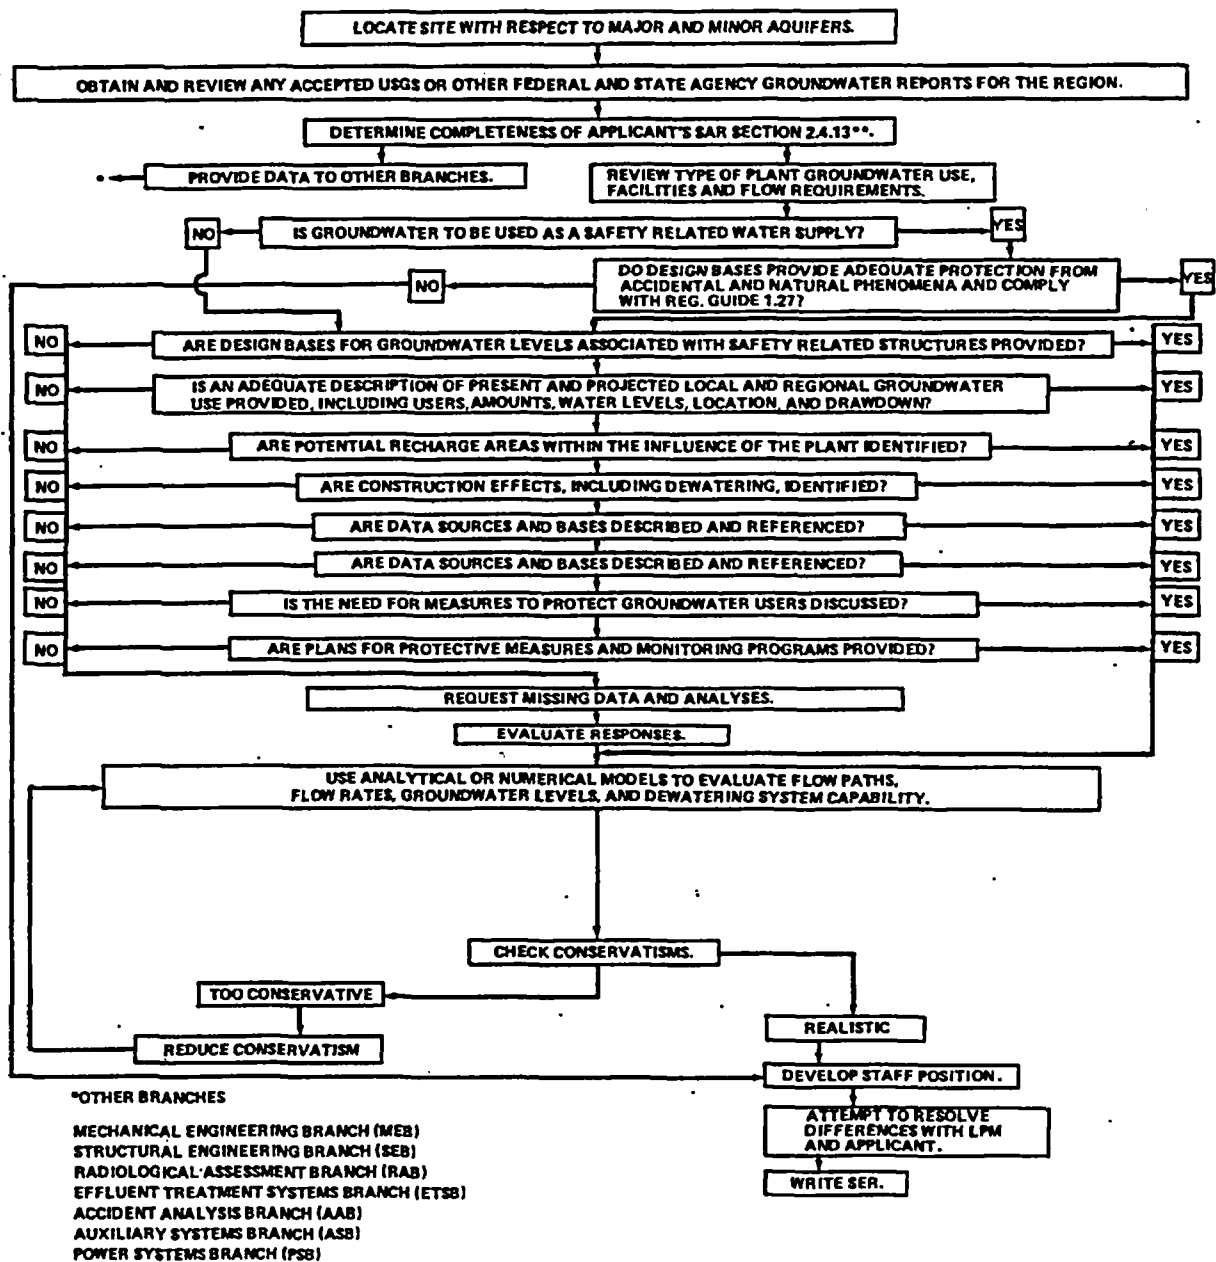 LOCATE SITE WITH RESPECT TO MAJOR AND MINOR AQUIFERS.
OBTAIN AND REVIEW ANY ACCEPTED USGS OR OTHER FEDERAL AND STATE AGENCY GROUNDWATER REPORTS FOR THE REGION.
DETERMINE COMPLETENESS OF APPLICANT'S SAR SECTION 2.4.13**.
* PROVIDE DATA TO OTHER BRANCHES.
REVIEW TYPE OF PLANT GROUNDWATER USE,
FACILITIES AND FLOW REQUIREMENTS.
NO IS GROUNDWATER TO BE USED AS A SAFETY RELATED WATER SUPPLY? YES
NO
DO DESIGN BASES PROVIDE ADEQUATE PROTECTION FROM
ACCIDENTAL AND NATURAL PHENOMENA AND COMPLY
WITH REG. GUIDE 1.27?
YES
NO ARE DESIGN BASES FOR GROUNDWATER LEVELS ASSOCIATED WITH SAFETY RELATED STRUCTURES PROVIDED? YES
NO
IS AN ADEQUATE DESCRIPTION OF PRESENT AND PROJECTED LOCAL AND REGIONAL GROUNDWATER
USE PROVIDED, INCLUDING USERS, AMOUNTS, WATER LEVELS, LOCATION, AND DRAWDOWN?
YES
NO ARE POTENTIAL RECHARGE AREAS WITHIN THE INFLUENCE OF THE PLANT IDENTIFIED? YES
NO ARE CONSTRUCTION EFFECTS, INCLUDING DEWATERING, IDENTIFIED? YES
NO ARE DATA SOURCES AND BASES DESCRIBED AND REFERENCED? YES
NO ARE DATA SOURCES AND BASES DESCRIBED AND REFERENCED? YES
NO IS THE NEED FOR MEASURES TO PROTECT GROUNDWATER USERS DISCUSSED? YES
NO ARE PLANS FOR PROTECTIVE MEASURES AND MONITORING PROGRAMS PROVIDED? YES
REQUEST MISSING DATA AND ANALYSES.
EVALUATE RESPONSES.
USE ANALYTICAL OR NUMERICAL MODELS TO EVALUATE FLOW PATHS,
FLOW RATES, GROUNDWATER LEVELS, AND DEWATERING SYSTEM CAPABILITY.
CHECK CONSERVATISMS.
TOO CONSERVATIVE
REALISTIC
REDUCE CONSERVATISM
DEVELOP STAFF POSITION.
ATTEMPT TO RESOLVE
DIFFERENCES WITH LPM
AND APPLICANT.
WRITE SER.
*OTHER BRANCHES
MECHANICAL ENGINEERING BRANCH (MEB)
STRUCTURAL ENGINEERING BRANCH (SEB)
RADIOLOGICAL ASSESSMENT BRANCH (RAB)
EFFLUENT TREATMENT SYSTEMS BRANCH (ETSB)
ACCIDENT ANALYSIS BRANCH (AAB)
AUXILIARY SYSTEMS BRANCH (ASB)
POWER SYSTEMS BRANCH (PSB)